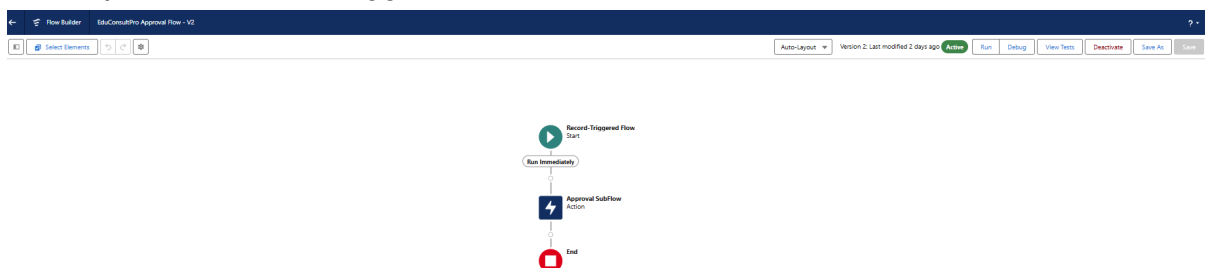 Flow Builder EduConsultPro Approval Flow - V2 ?
Select Elements Auto-Layout Version 2: Last modified 2 days ago Active Run Debug View Tests Deactivate Save As Save
Record-Triggered Flow
Start
Run Immediately
Approval SubFlow
Action
End